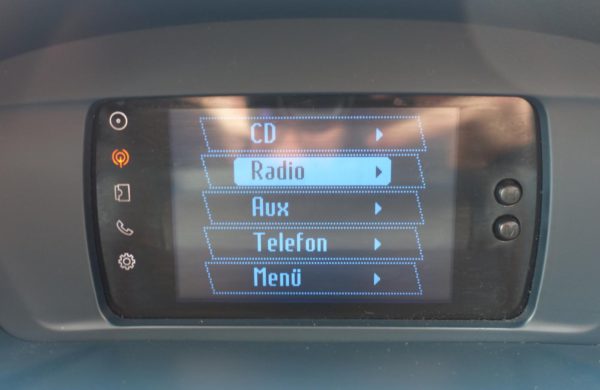 CD
Radio
Aux
Telefon
Menü